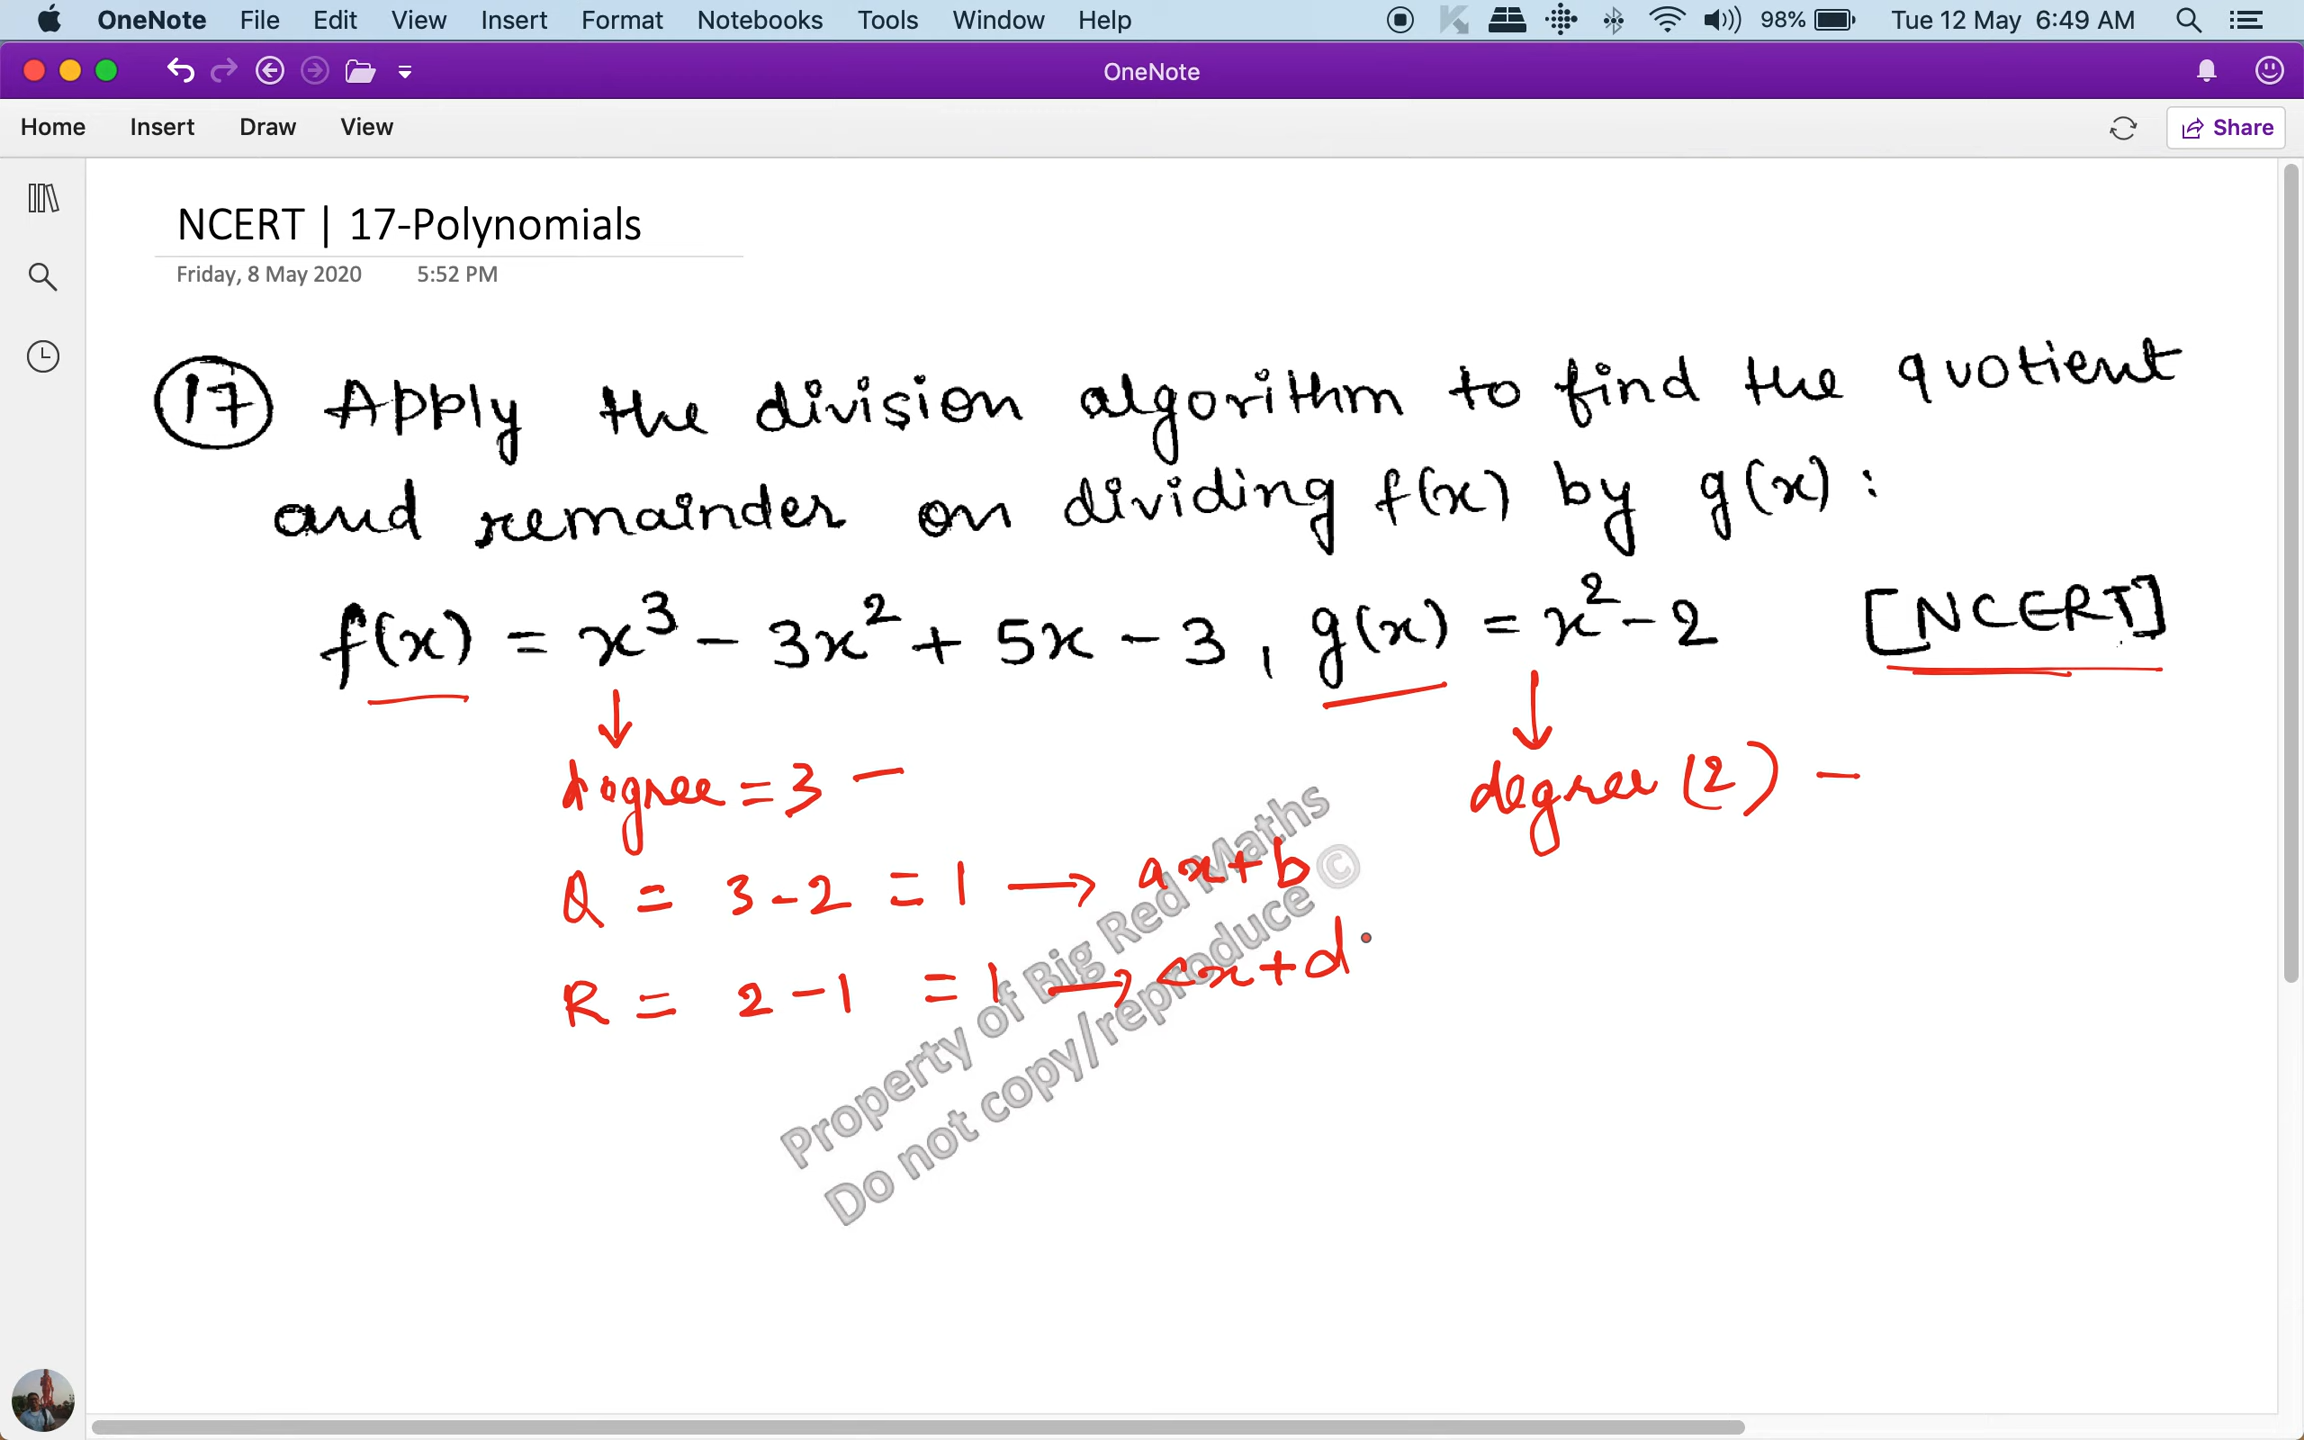 OneNote File Edit View Insert Format Notebooks Tools Window Help 98% Tue 12 May 6:49 AM
OneNote
Home Insert Draw View Share
NCERT | 17-Polynomials
Friday, 8 May 2020 5:52 PM
17 Apply the division algorithm to find the quotient
and remainder on dividing f(x) by g(x) :
f(x) = x³ - 3x² + 5x - 3, g(x) = x² - 2 [NCERT]
degree = 3 - degree (2) -
Q = 3 - 2 = 1 → ax + b
R = 2 - 1 = 1 → cx + d
Property of Big Red Maths ©
Do not copy/reproduce